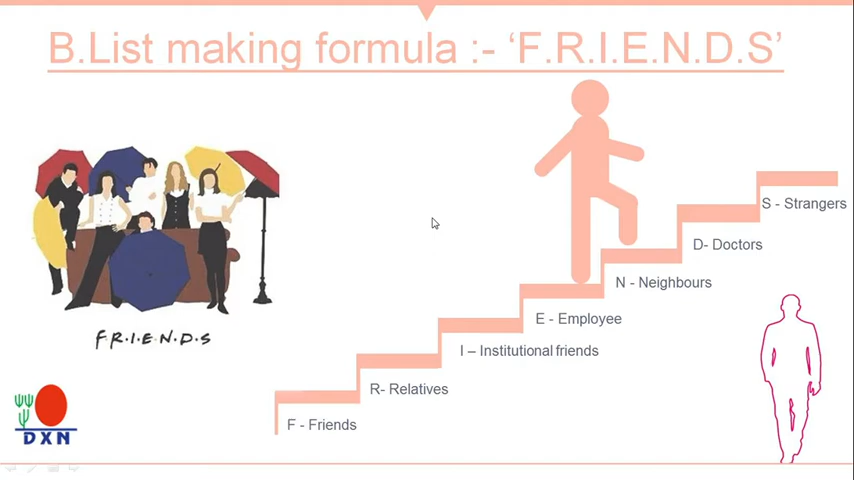 B.List making formula :- ‘F.R.I.E.N.D.S’
S - Strangers
D- Doctors
N - Neighbours
E - Employee
I – Institutional friends
R- Relatives
F - Friends
F·R·I·E·N·D·S
DXN